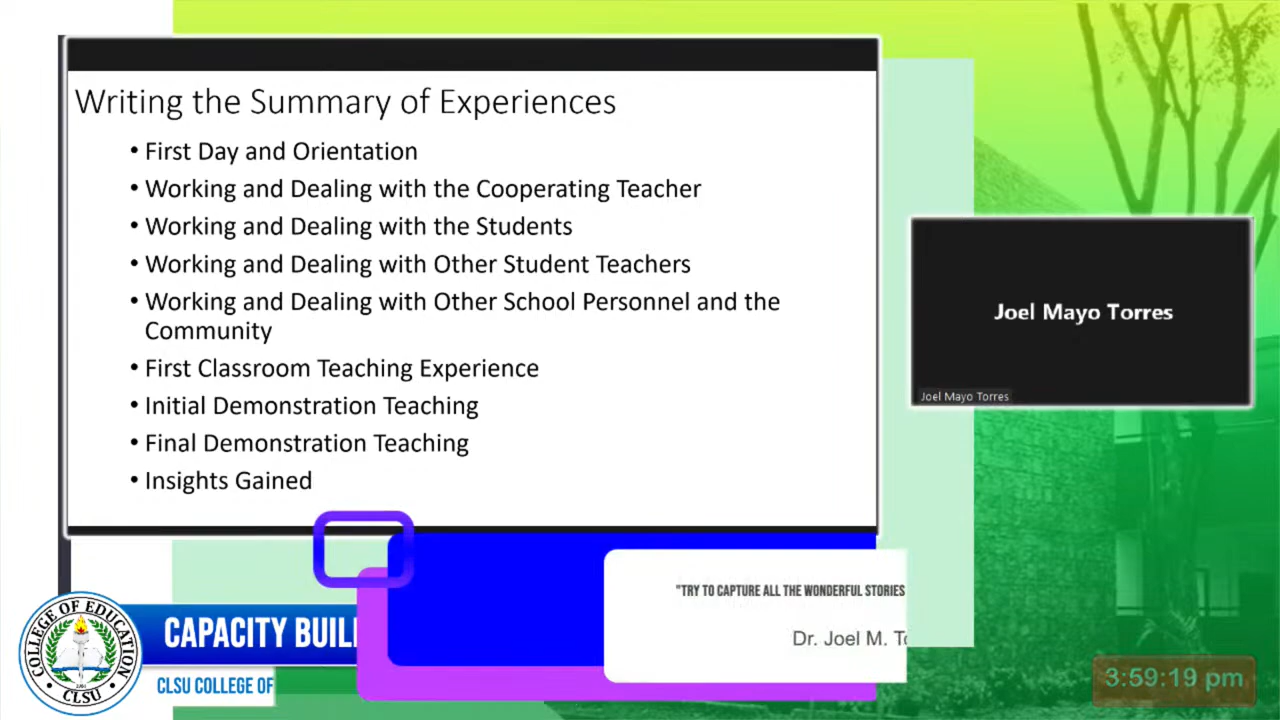 Writing the Summary of Experiences
• First Day and Orientation
• Working and Dealing with the Cooperating Teacher
• Working and Dealing with the Students
• Working and Dealing with Other Student Teachers
• Working and Dealing with Other School Personnel and the
Community
• First Classroom Teaching Experience
• Initial Demonstration Teaching
• Final Demonstration Teaching
• Insights Gained
Joel Mayo Torres
Joel Mayo Torres
"TRY TO CAPTURE ALL THE WONDERFUL STORIES
Dr. Joel M.
COLLEGE OF EDUCATION
CLSU
CAPACITY
CLSU COLLEGE OF
3:59:19 pm